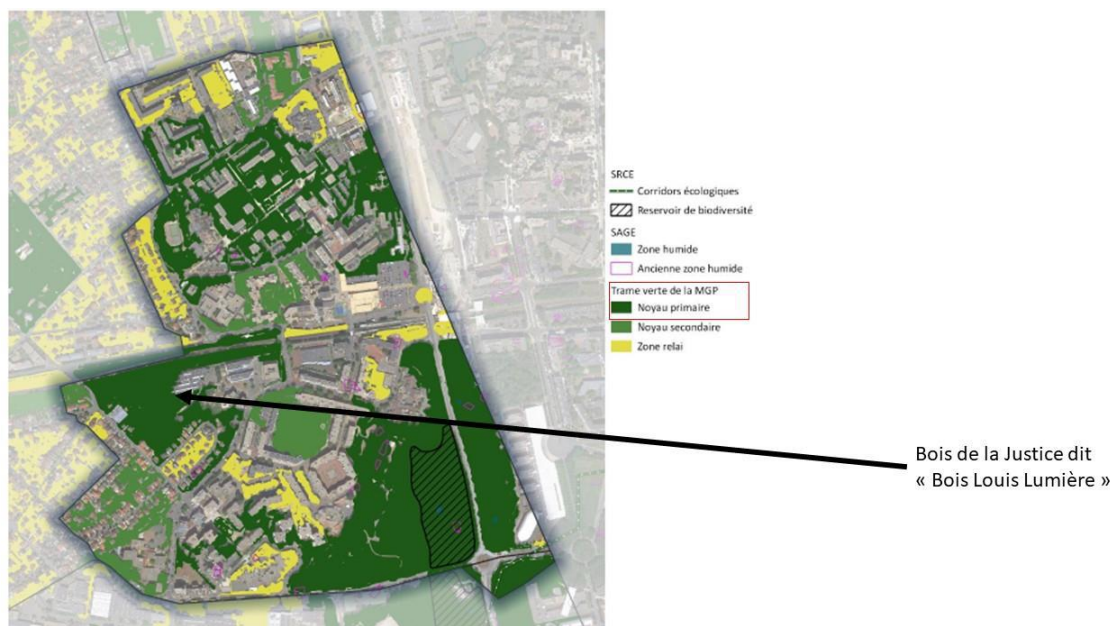 SRCE
Corridors écologiques
Reservoir de biodiversité
SAGE
Zone humide
Ancienne zone humide
Trame verte de la MGP
Noyau primaire
Noyau secondaire
Zone relai
Bois de la Justice dit
« Bois Louis Lumière »